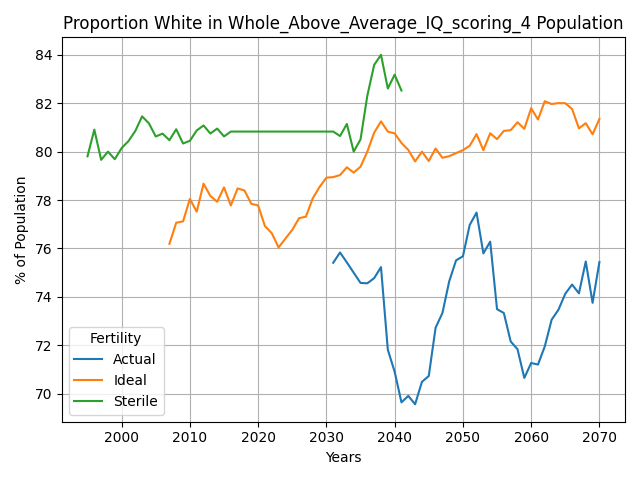 Proportion White in Whole_Above_Average_IQ_scoring_4 Population
84
82
80
78
76
74
72
70
% of Population
Fertility
Actual
Ideal
Sterile
2000
2010
2020
2030
2040
2050
2060
2070
Years